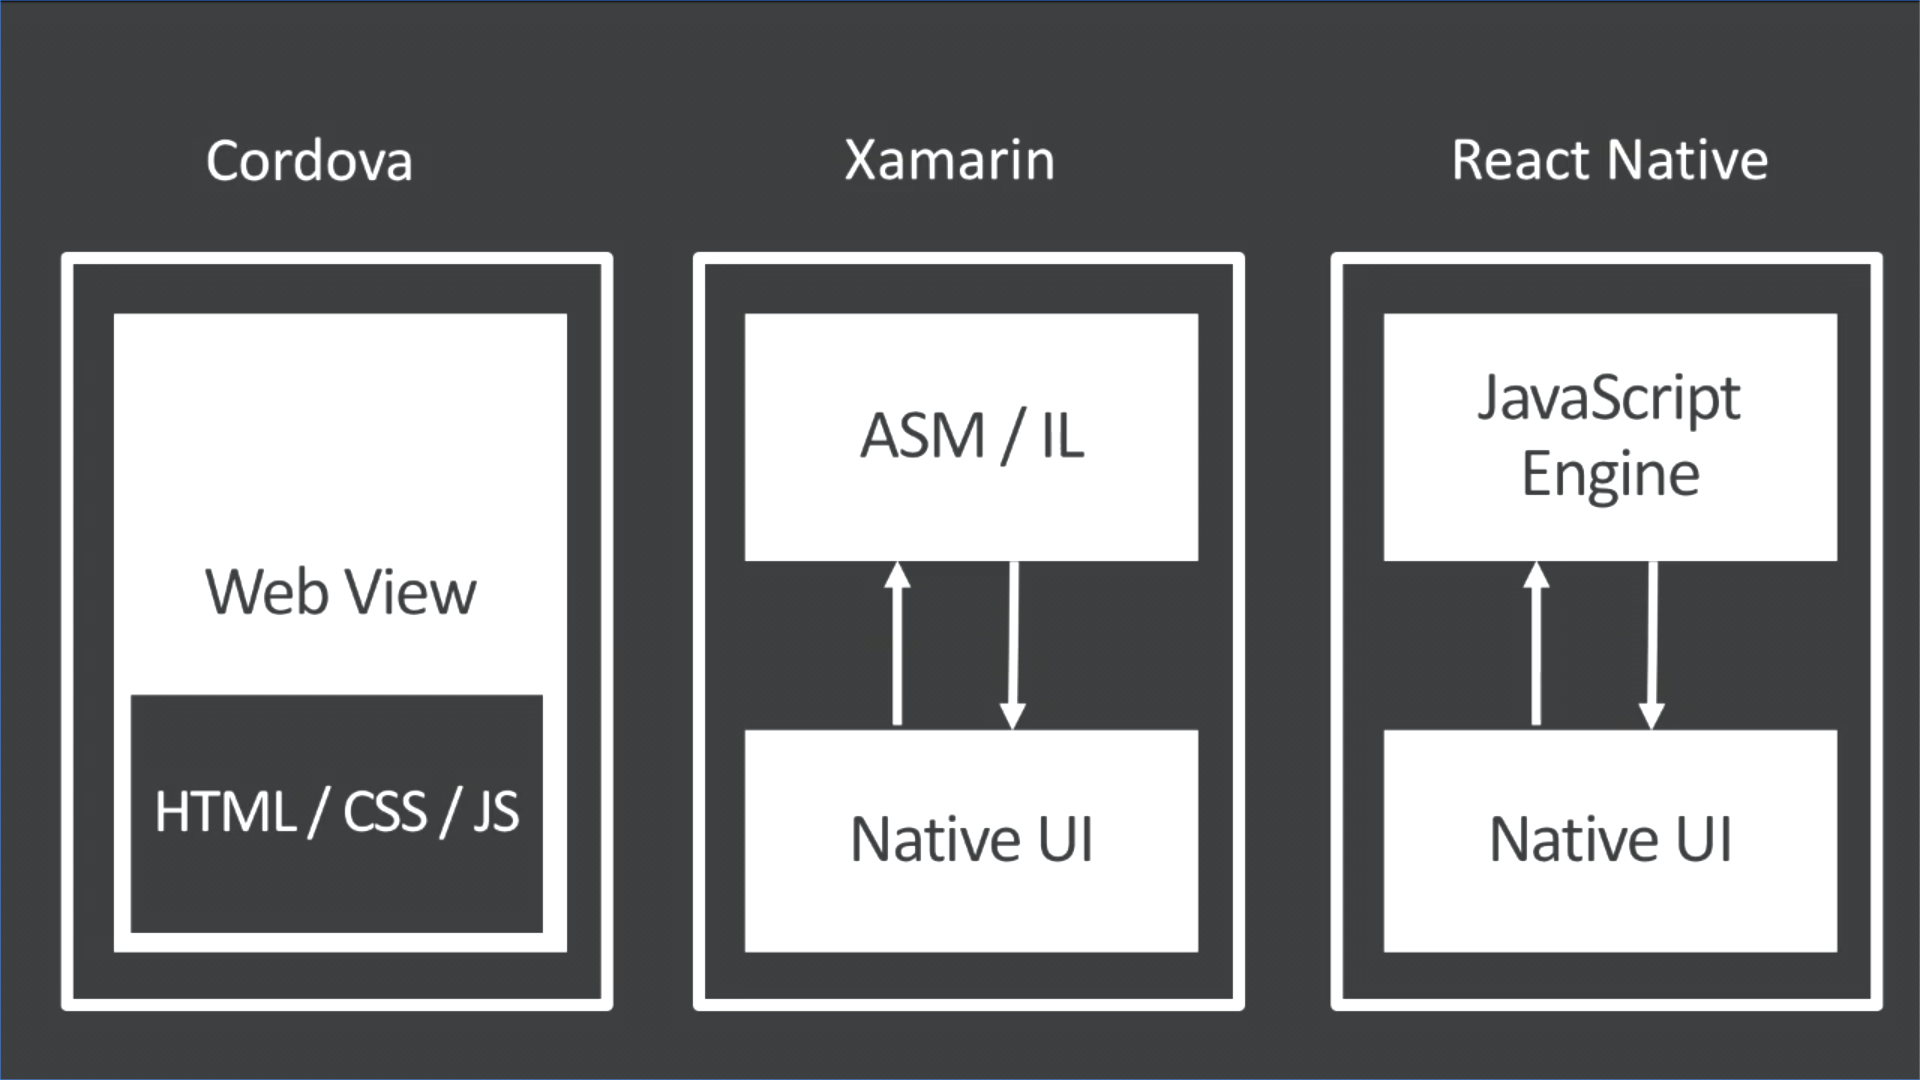 Cordova
Web View
HTML / CSS / JS
Xamarin
ASM / IL
Native UI
React Native
JavaScript
Engine
Native UI